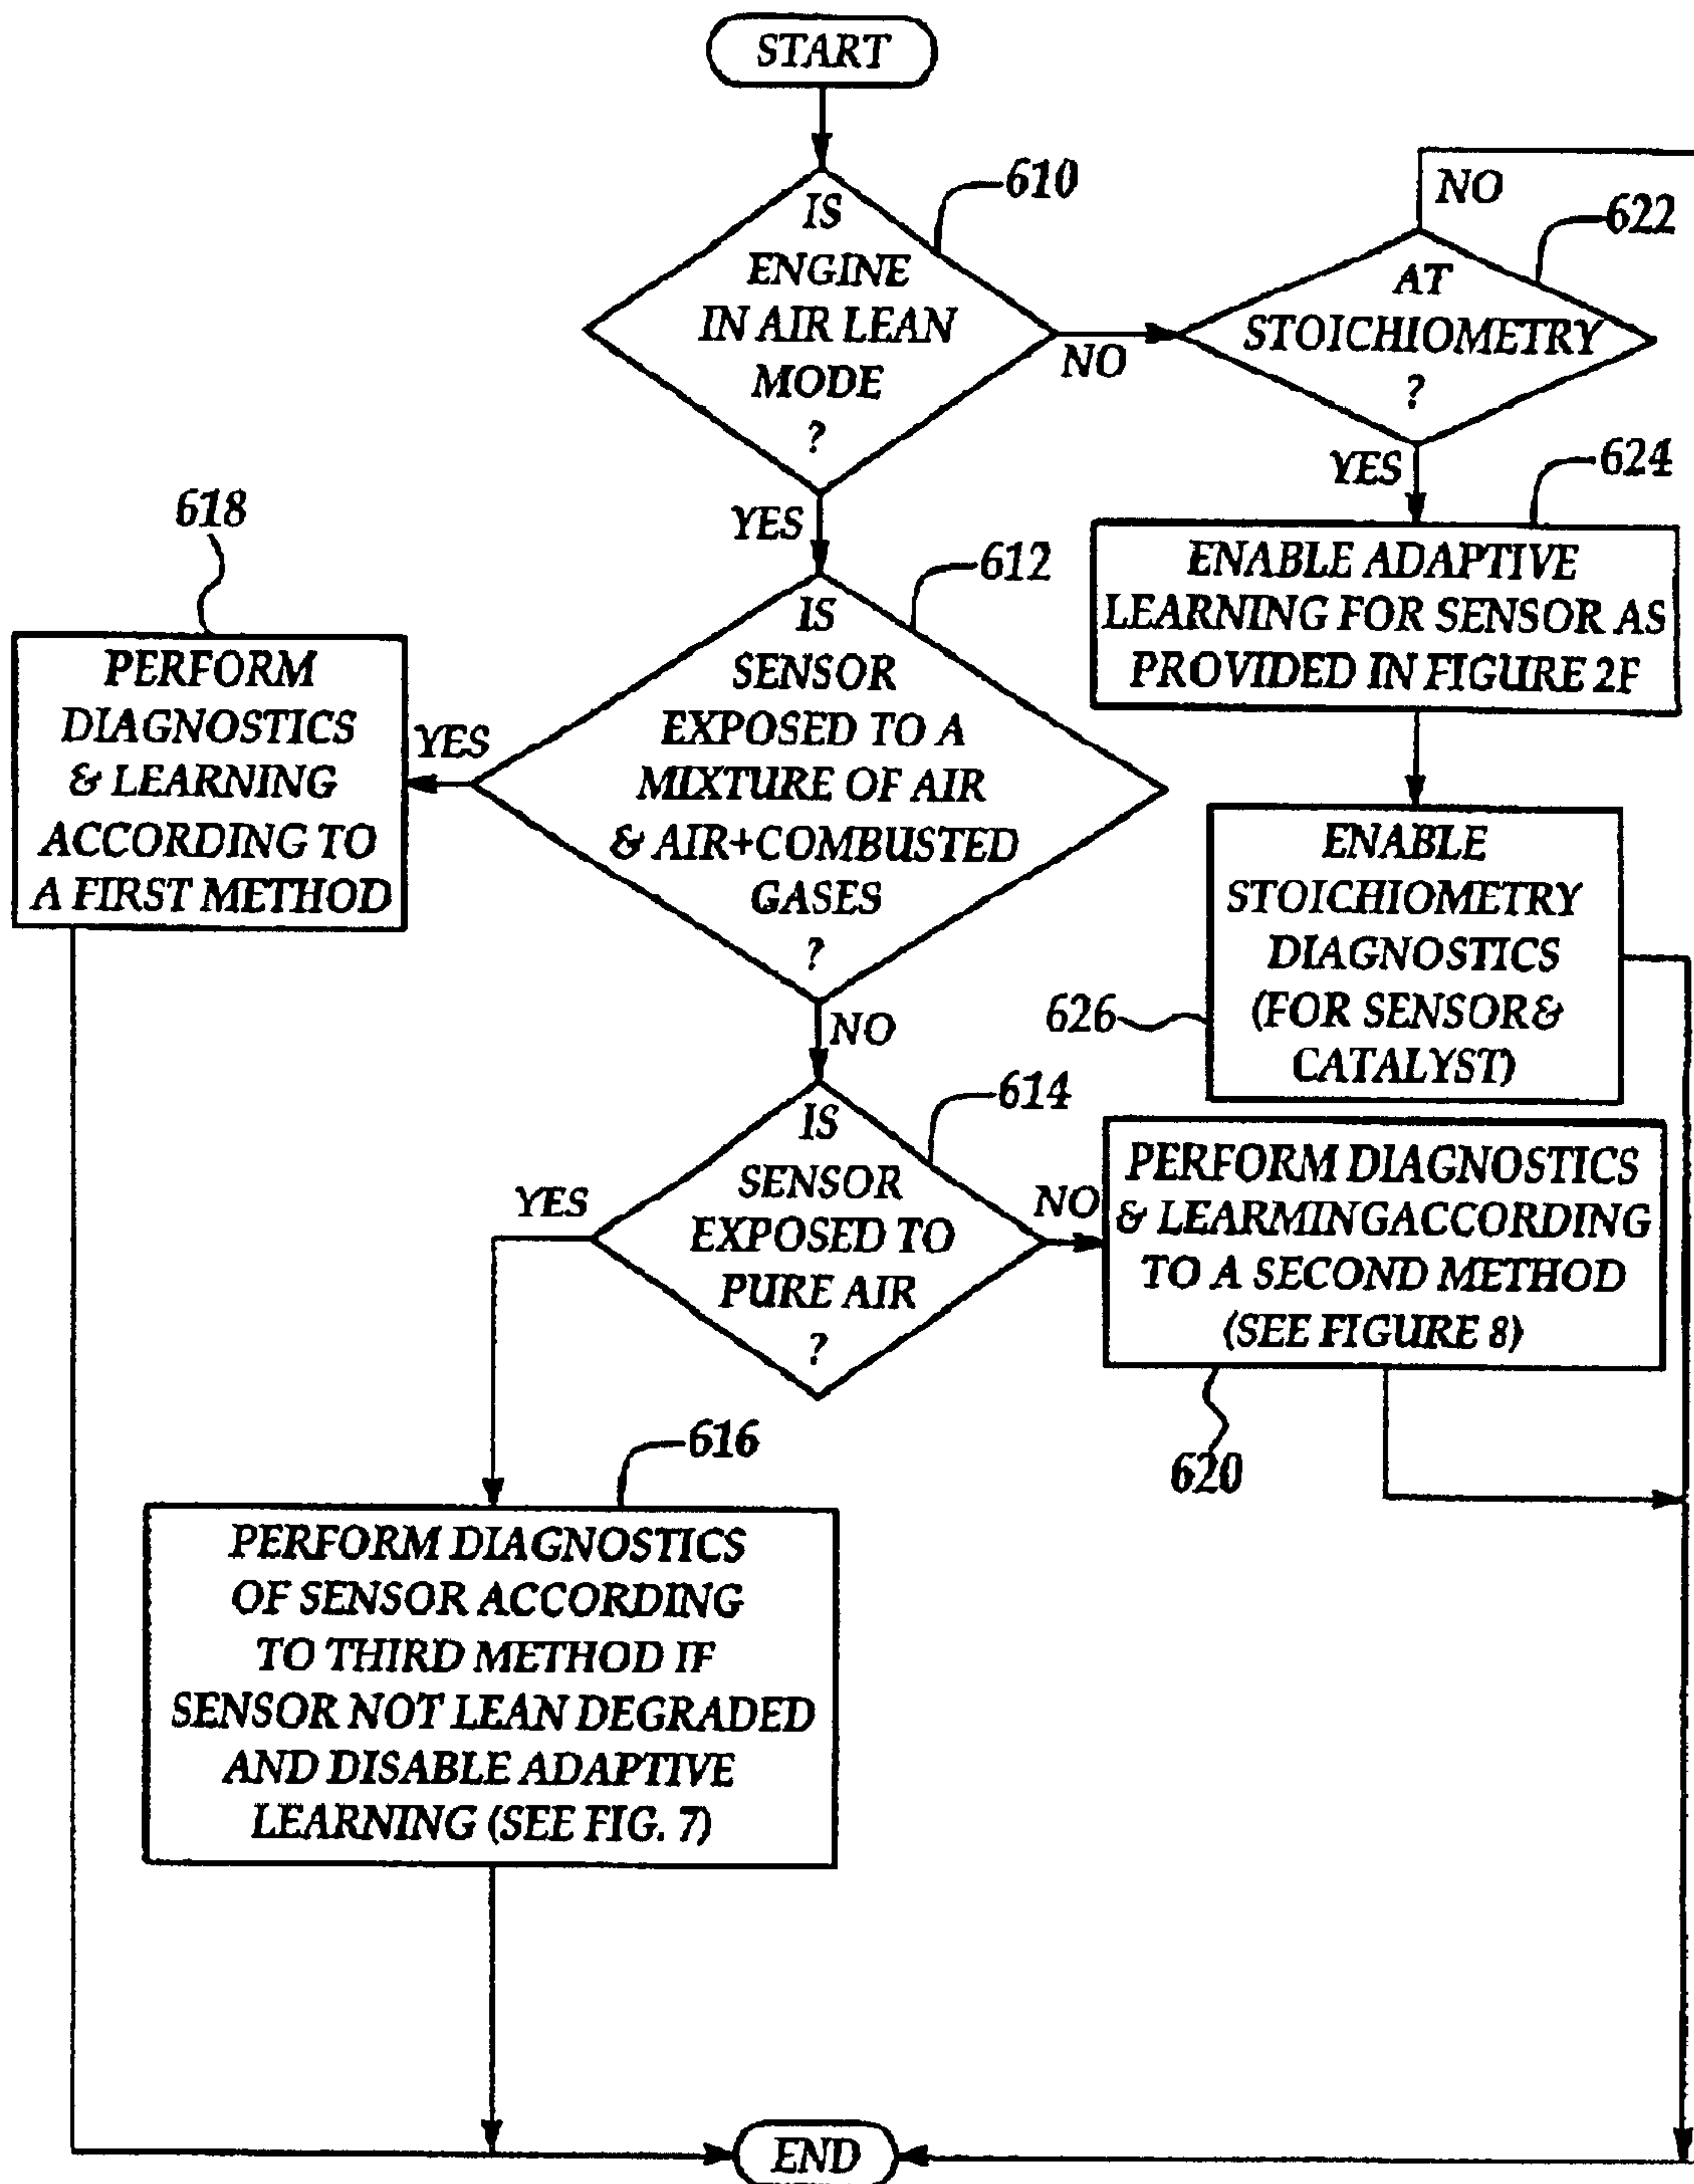 START
610
IS
ENGINE
IN AIR LEAN
MODE
?
NO
YES
622
NO
AT
STOICHIOMETRY
?
YES
624
ENABLE ADAPTIVE
LEARNING FOR SENSOR AS
PROVIDED IN FIGURE 2F
626
ENABLE
STOICHIOMETRY
DIAGNOSTICS
(FOR SENSOR&
CATALYST)
612
IS
SENSOR
EXPOSED TO A
MIXTURE OF AIR
& AIR+COMBUSTED
GASES
?
YES
NO
618
PERFORM
DIAGNOSTICS
& LEARNING
ACCORDING TO
A FIRST METHOD
614
IS
SENSOR
EXPOSED TO
PURE AIR
?
YES
NO
PERFORM DIAGNOSTICS
& LEARMINGACCORDING
TO A SECOND METHOD
(SEE FIGURE 8)
620
616
PERFORM DIAGNOSTICS
OF SENSOR ACCORDING
TO THIRD METHOD IF
SENSOR NOT LEAN DEGRADED
AND DISABLE ADAPTIVE
LEARNING (SEE FIG. 7)
END